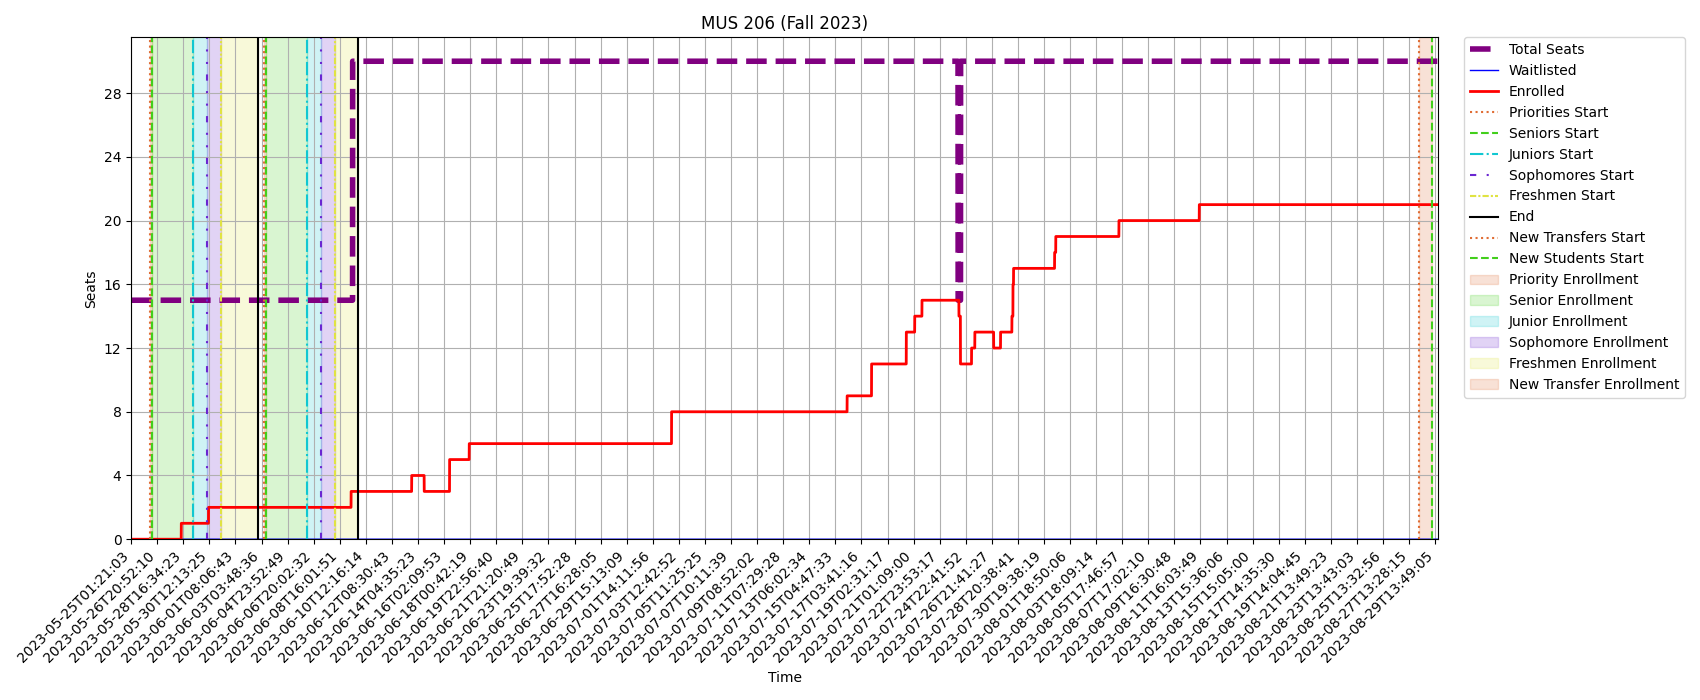 MUS 206 (Fall 2023)
Seats
28
24
20
16
12
8
4
0
2023-05-25T01:21:03
2023-05-26T20:52:10
2023-05-28T16:34:23
2023-05-30T12:13:25
2023-06-01T08:06:43
2023-06-03T03:48:36
2023-06-04T23:52:49
2023-06-06T20:02:32
2023-06-08T16:01:51
2023-06-10T12:16:14
2023-06-12T08:30:43
2023-06-14T04:35:23
2023-06-16T02:09:53
2023-06-18T00:42:19
2023-06-19T22:56:40
2023-06-21T21:20:49
2023-06-23T19:39:32
2023-06-25T17:52:28
2023-06-27T16:28:05
2023-06-29T15:13:09
2023-07-01T14:11:56
2023-07-03T12:42:52
2023-07-05T11:25:25
2023-07-07T10:11:39
2023-07-09T08:52:02
2023-07-11T07:29:28
2023-07-13T06:02:34
2023-07-15T04:47:33
2023-07-17T03:41:16
2023-07-19T02:31:17
2023-07-21T01:09:00
2023-07-22T23:53:17
2023-07-24T22:41:52
2023-07-26T21:41:27
2023-07-28T20:38:41
2023-07-30T19:38:19
2023-08-01T18:50:06
2023-08-03T18:09:14
2023-08-05T17:46:57
2023-08-07T17:02:10
2023-08-09T16:30:48
2023-08-11T16:03:49
2023-08-13T15:36:06
2023-08-15T15:05:00
2023-08-17T14:35:30
2023-08-19T14:04:45
2023-08-21T13:49:23
2023-08-23T13:43:03
2023-08-25T13:32:56
2023-08-27T13:28:15
2023-08-29T13:49:05
Time
Total Seats
Waitlisted
Enrolled
Priorities Start
Seniors Start
Juniors Start
Sophomores Start
Freshmen Start
End
New Transfers Start
New Students Start
Priority Enrollment
Senior Enrollment
Junior Enrollment
Sophomore Enrollment
Freshmen Enrollment
New Transfer Enrollment